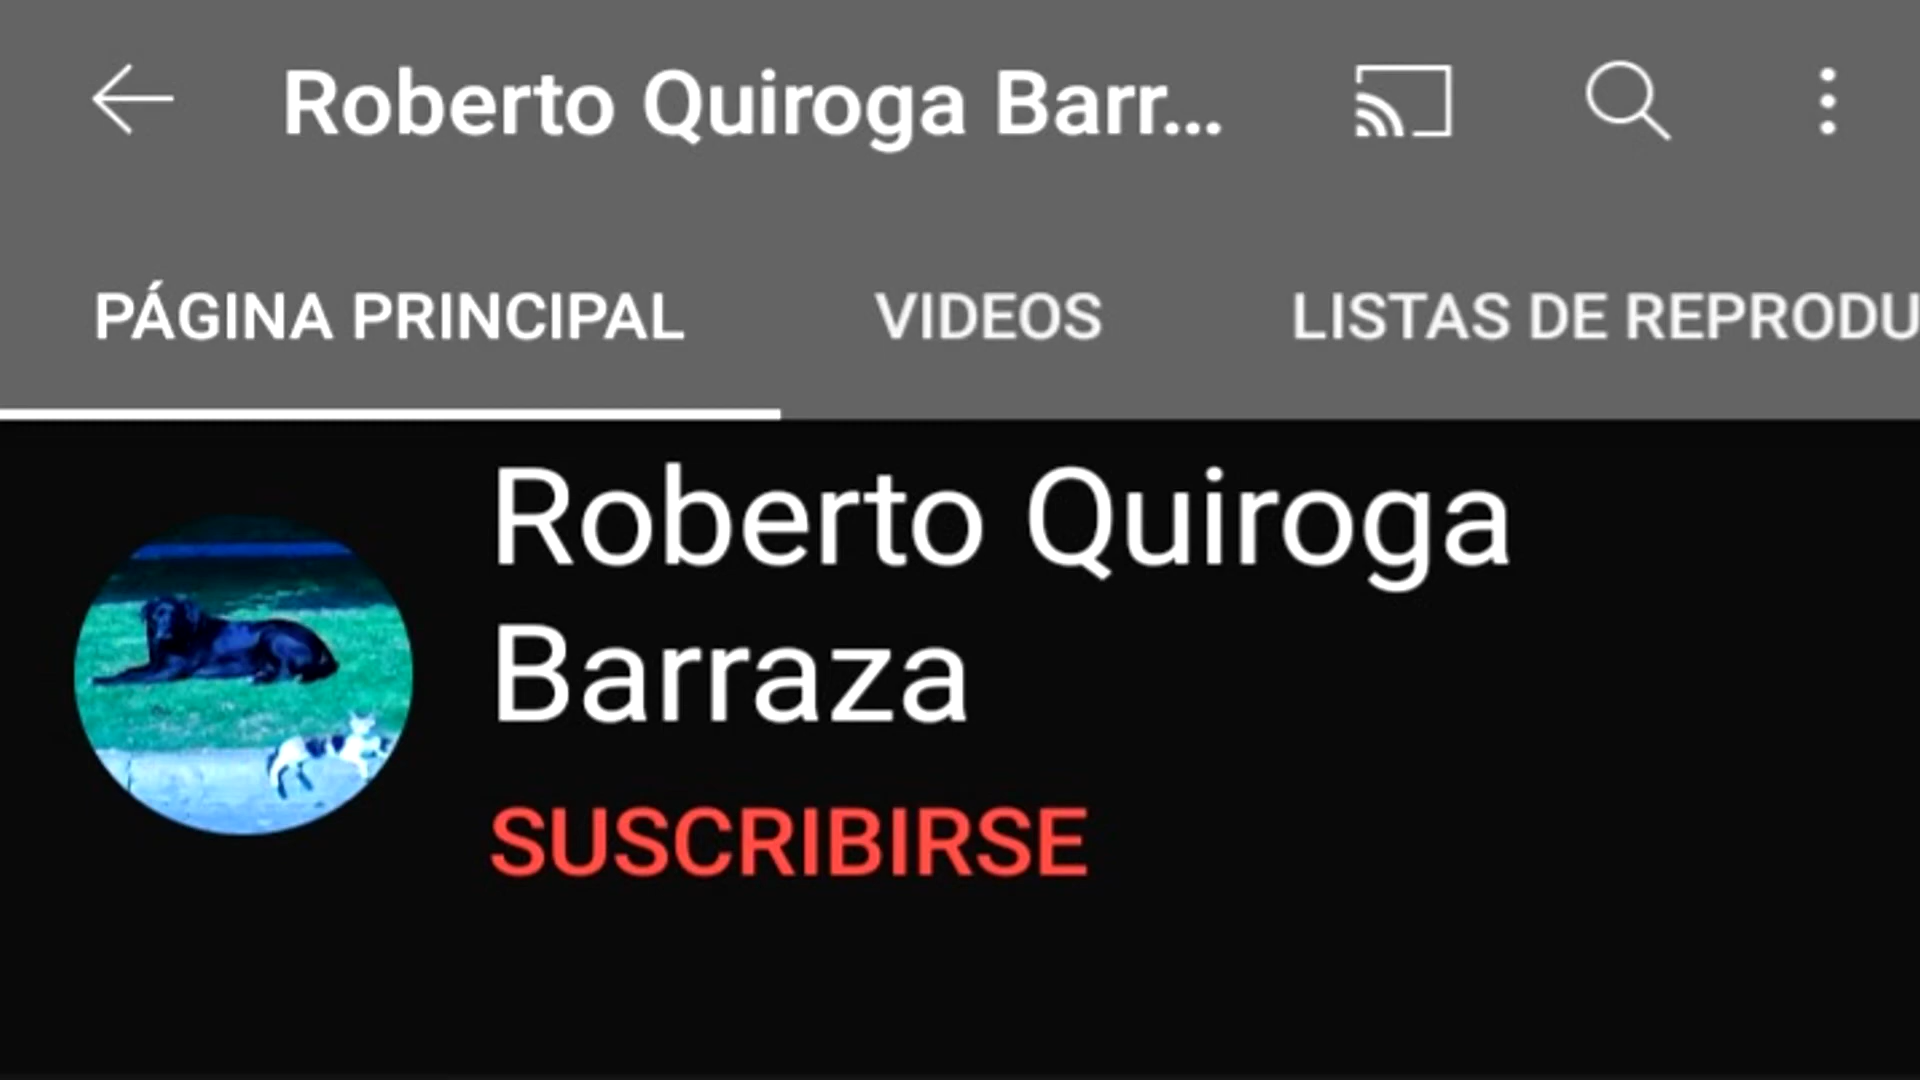 Roberto Quiroga Barr...
PÁGINA PRINCIPAL VIDEOS LISTAS DE REPRODU
Roberto Quiroga
Barraza
SUSCRIBIRSE